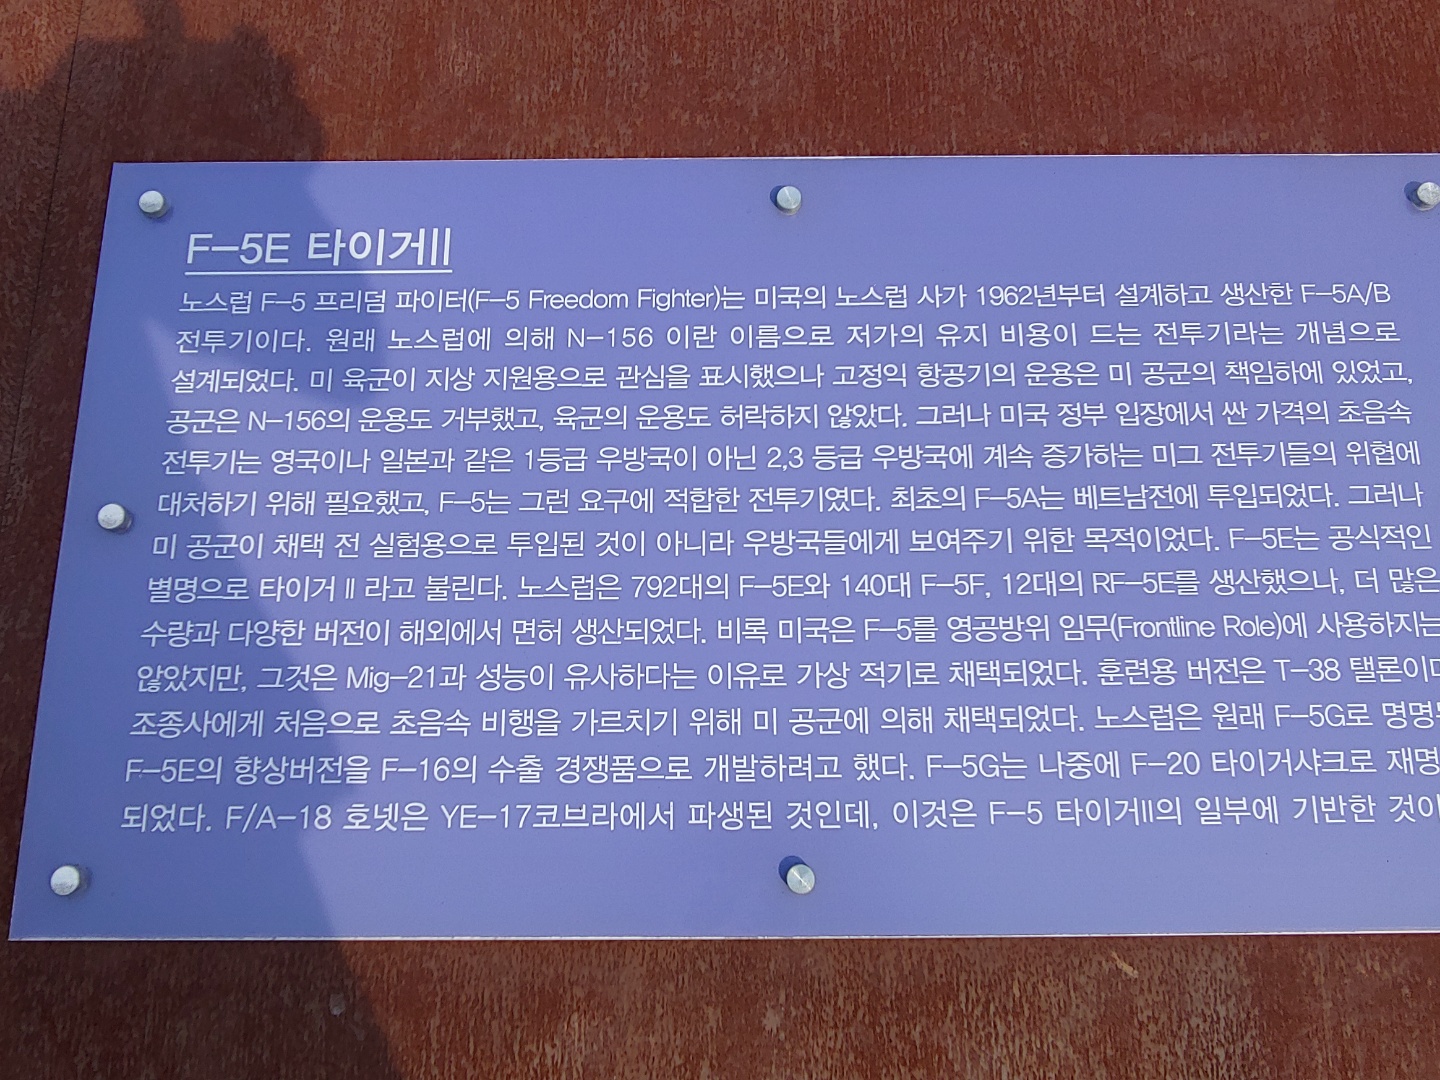 F-5E 타이거Ⅱ
노스럽 F-5 프리덤 파이터(F-5 Freedom Fighter)는 미국의 노스럽 사가 1962년부터 설계하고 생산한 F-5A/B
전투기이다. 원래 노스럽에 의해 N-156 이란 이름으로 저가의 유지 비용이 드는 전투기라는 개념으로
설계되었다. 미 육군이 지상 지원용으로 관심을 표시했으나 고정익 항공기의 운용은 미 공군의 책임하에 있었고,
공군은 N-156의 운용도 거부했고, 육군의 운용도 허락하지 않았다. 그러나 미국 정부 입장에서 싼 가격의 초음속
전투기는 영국이나 일본과 같은 1등급 우방국이 아닌 2,3 등급 우방국에 계속 증가하는 미그 전투기들의 위협에
대처하기 위해 필요했고, F-5는 그런 요구에 적합한 전투기였다. 최초의 F-5A는 베트남전에 투입되었다. 그러나
미 공군이 채택 전 실험용으로 투입된 것이 아니라 우방국들에게 보여주기 위한 목적이었다. F-5E는 공식적인
별명으로 타이거 Ⅱ 라고 불린다. 노스럽은 792대의 F-5E와 140대 F-5F, 12대의 RF-5E를 생산했으나, 더 많은
수량과 다양한 버전이 해외에서 면허 생산되었다. 비록 미국은 F-5를 영공방위 임무(Frontline Role)에 사용하지는
않았지만, 그것은 Mig-21과 성능이 유사하다는 이유로 가상 적기로 채택되었다. 훈련용 버전은 T-38 탤론이
조종사에게 처음으로 초음속 비행을 가르치기 위해 미 공군에 의해 채택되었다. 노스럽은 원래 F-5G로 명명
F-5E의 향상버전을 F-16의 수출 경쟁품으로 개발하려고 했다. F-5G는 나중에 F-20 타이거샤크로 재명
되었다. F/A-18 호넷은 YE-17코브라에서 파생된 것인데, 이것은 F-5 타이거Ⅱ의 일부에 기반한 것이